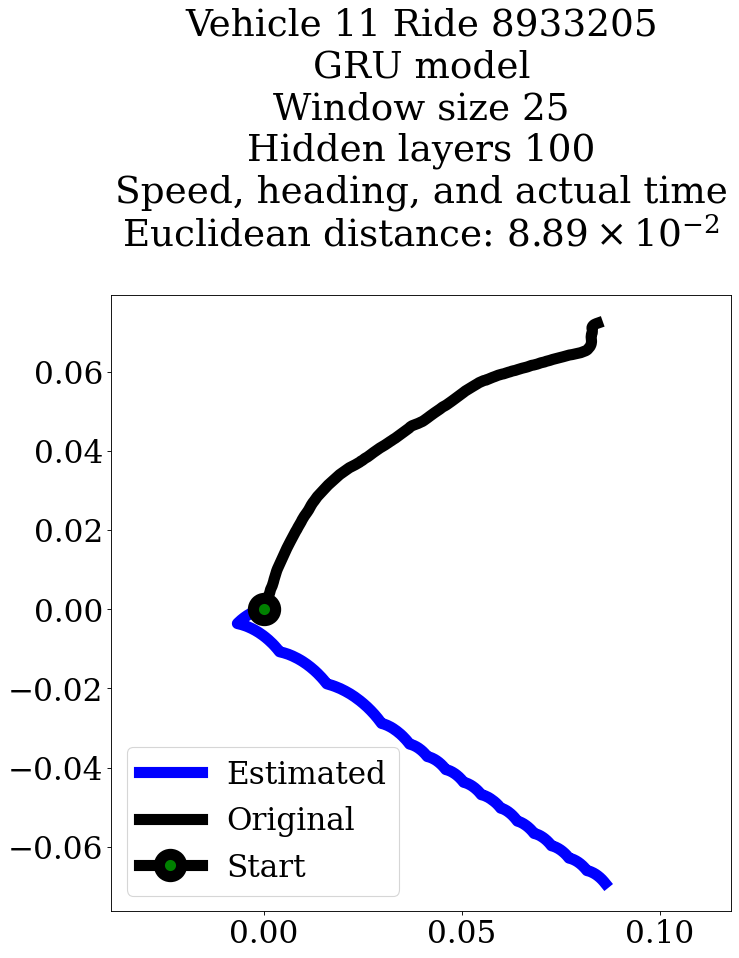 Vehicle 11 Ride 8933205
GRU model
Window size 25
Hidden layers 100
Speed, heading, and actual time
Euclidean distance: 8.89 × 10⁻²
0.06
0.04
0.02
0.00
−0.02
−0.04
−0.06
Estimated
Original
Start
0.00 0.05 0.10